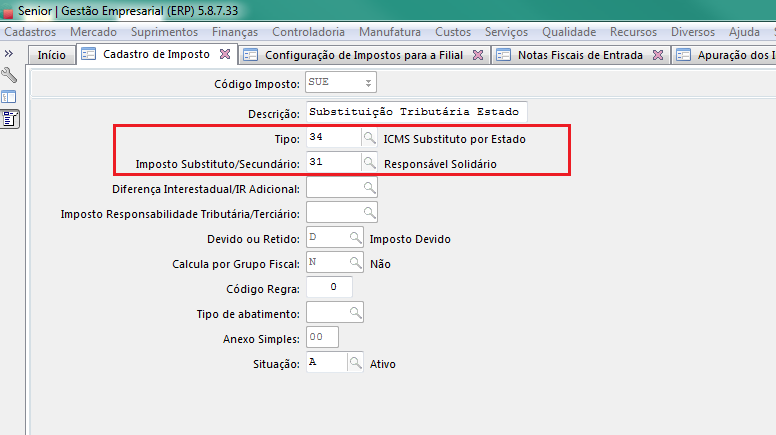 Senior | Gestão Empresarial (ERP) 5.8.7.33
Cadastros Mercado Suprimentos Finanças Controladoria Manufatura Custos Serviços Qualidade Recursos Diversos Ajuda
Início Cadastro de Imposto Configuração de Impostos para a Filial Notas Fiscais de Entrada Apuração dos I
Código Imposto: SUE
Descrição: Substituição Tributária Estado
Tipo: 34 ICMS Substituto por Estado
Imposto Substituto/Secundário: 31 Responsável Solidário
Diferença Interestadual/IR Adicional:
Imposto Responsabilidade Tributária/Terciário:
Devido ou Retido: D Imposto Devido
Calcula por Grupo Fiscal: N Não
Código Regra: 0
Tipo de abatimento:
Anexo Simples: 00
Situação: A Ativo